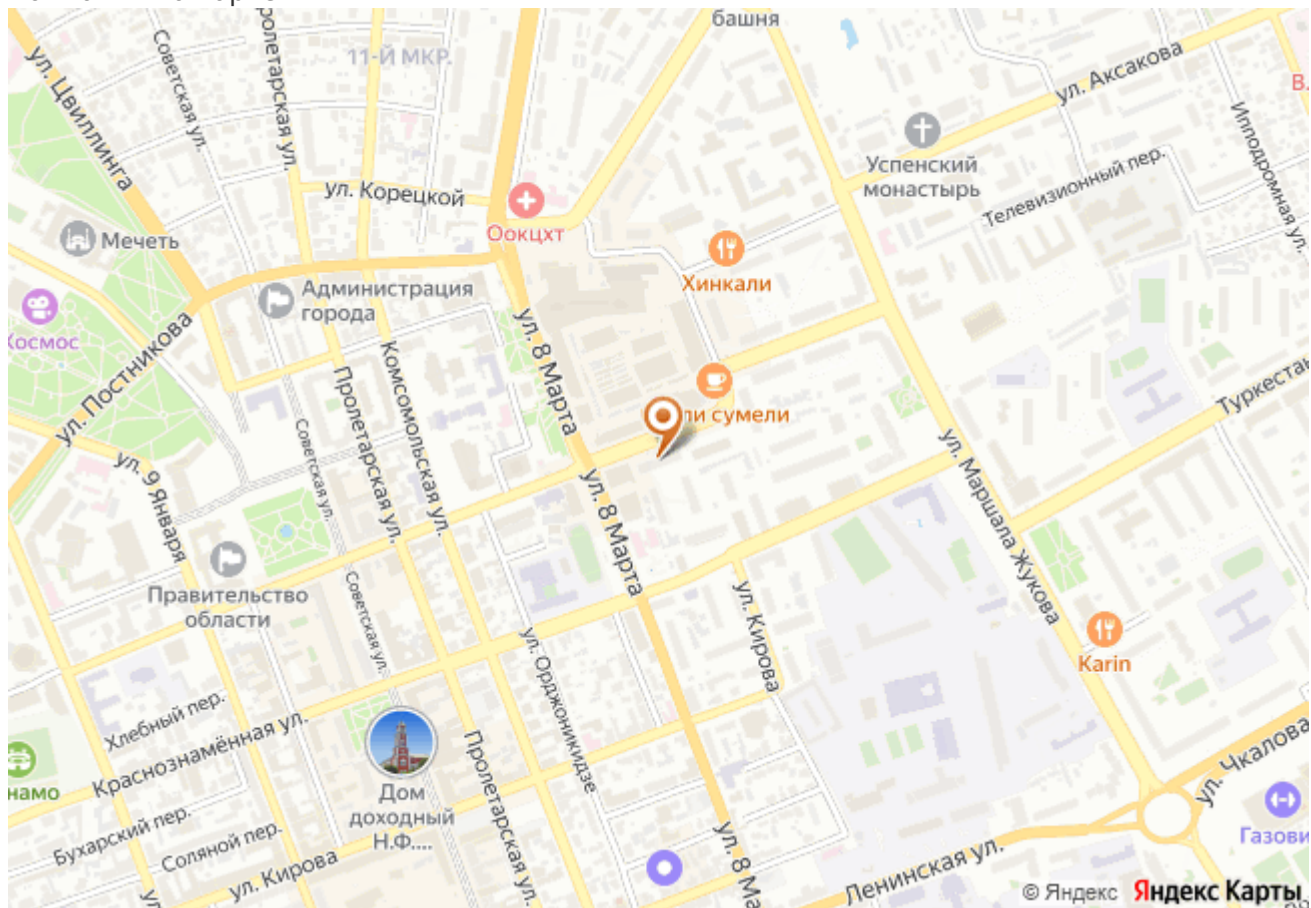 башня
ул. Цвиллинга
Советская ул.
Пролетарская ул.
11-Й МКР.
ул. Аксакова
Ипподромная ул.
Успенский
монастырь
Телевизионный пер.
ул. Корецкой
Оокцхт
Мечеть
Хинкали
Администрация
города
Космос
ул. Постникова
ул. 8 Марта
Комсомольская ул.
Пролетарская ул.
сумели
Туркестан
ул. 9 Января
Советская ул.
ул. 8 Марта
ул. Маршала Жукова
Правительство
области
Советская ул.
ул. Кирова
Karin
ул. Орджоникидзе
Хлебный пер.
Краснознамённая ул.
Пролетарская ул.
намо
Дом
доходный
Н.Ф....
ул. Чкалова
Газови
Бухарский пер.
Соляной пер.
ул. Кирова
ул. 8 Ма
Ленинская ул.
© Яндекс Яндекс Карты